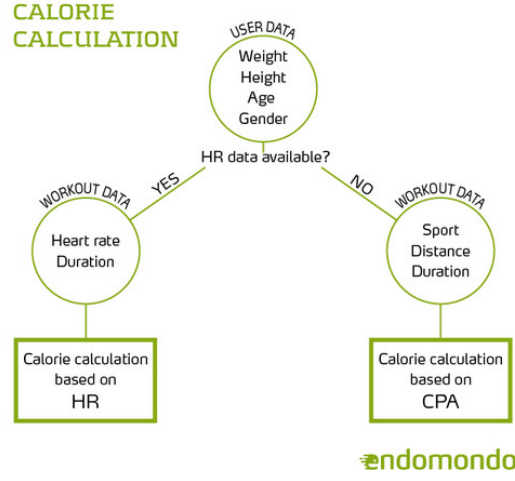 CALORIE
CALCULATION
USER DATA
Weight
Height
Age
Gender
HR data available?
YES
NO
WORKOUT DATA
Heart rate
Duration
WORKOUT DATA
Sport
Distance
Duration
Calorie calculation
based on
HR
Calorie calculation
based on
CPA
endomondo